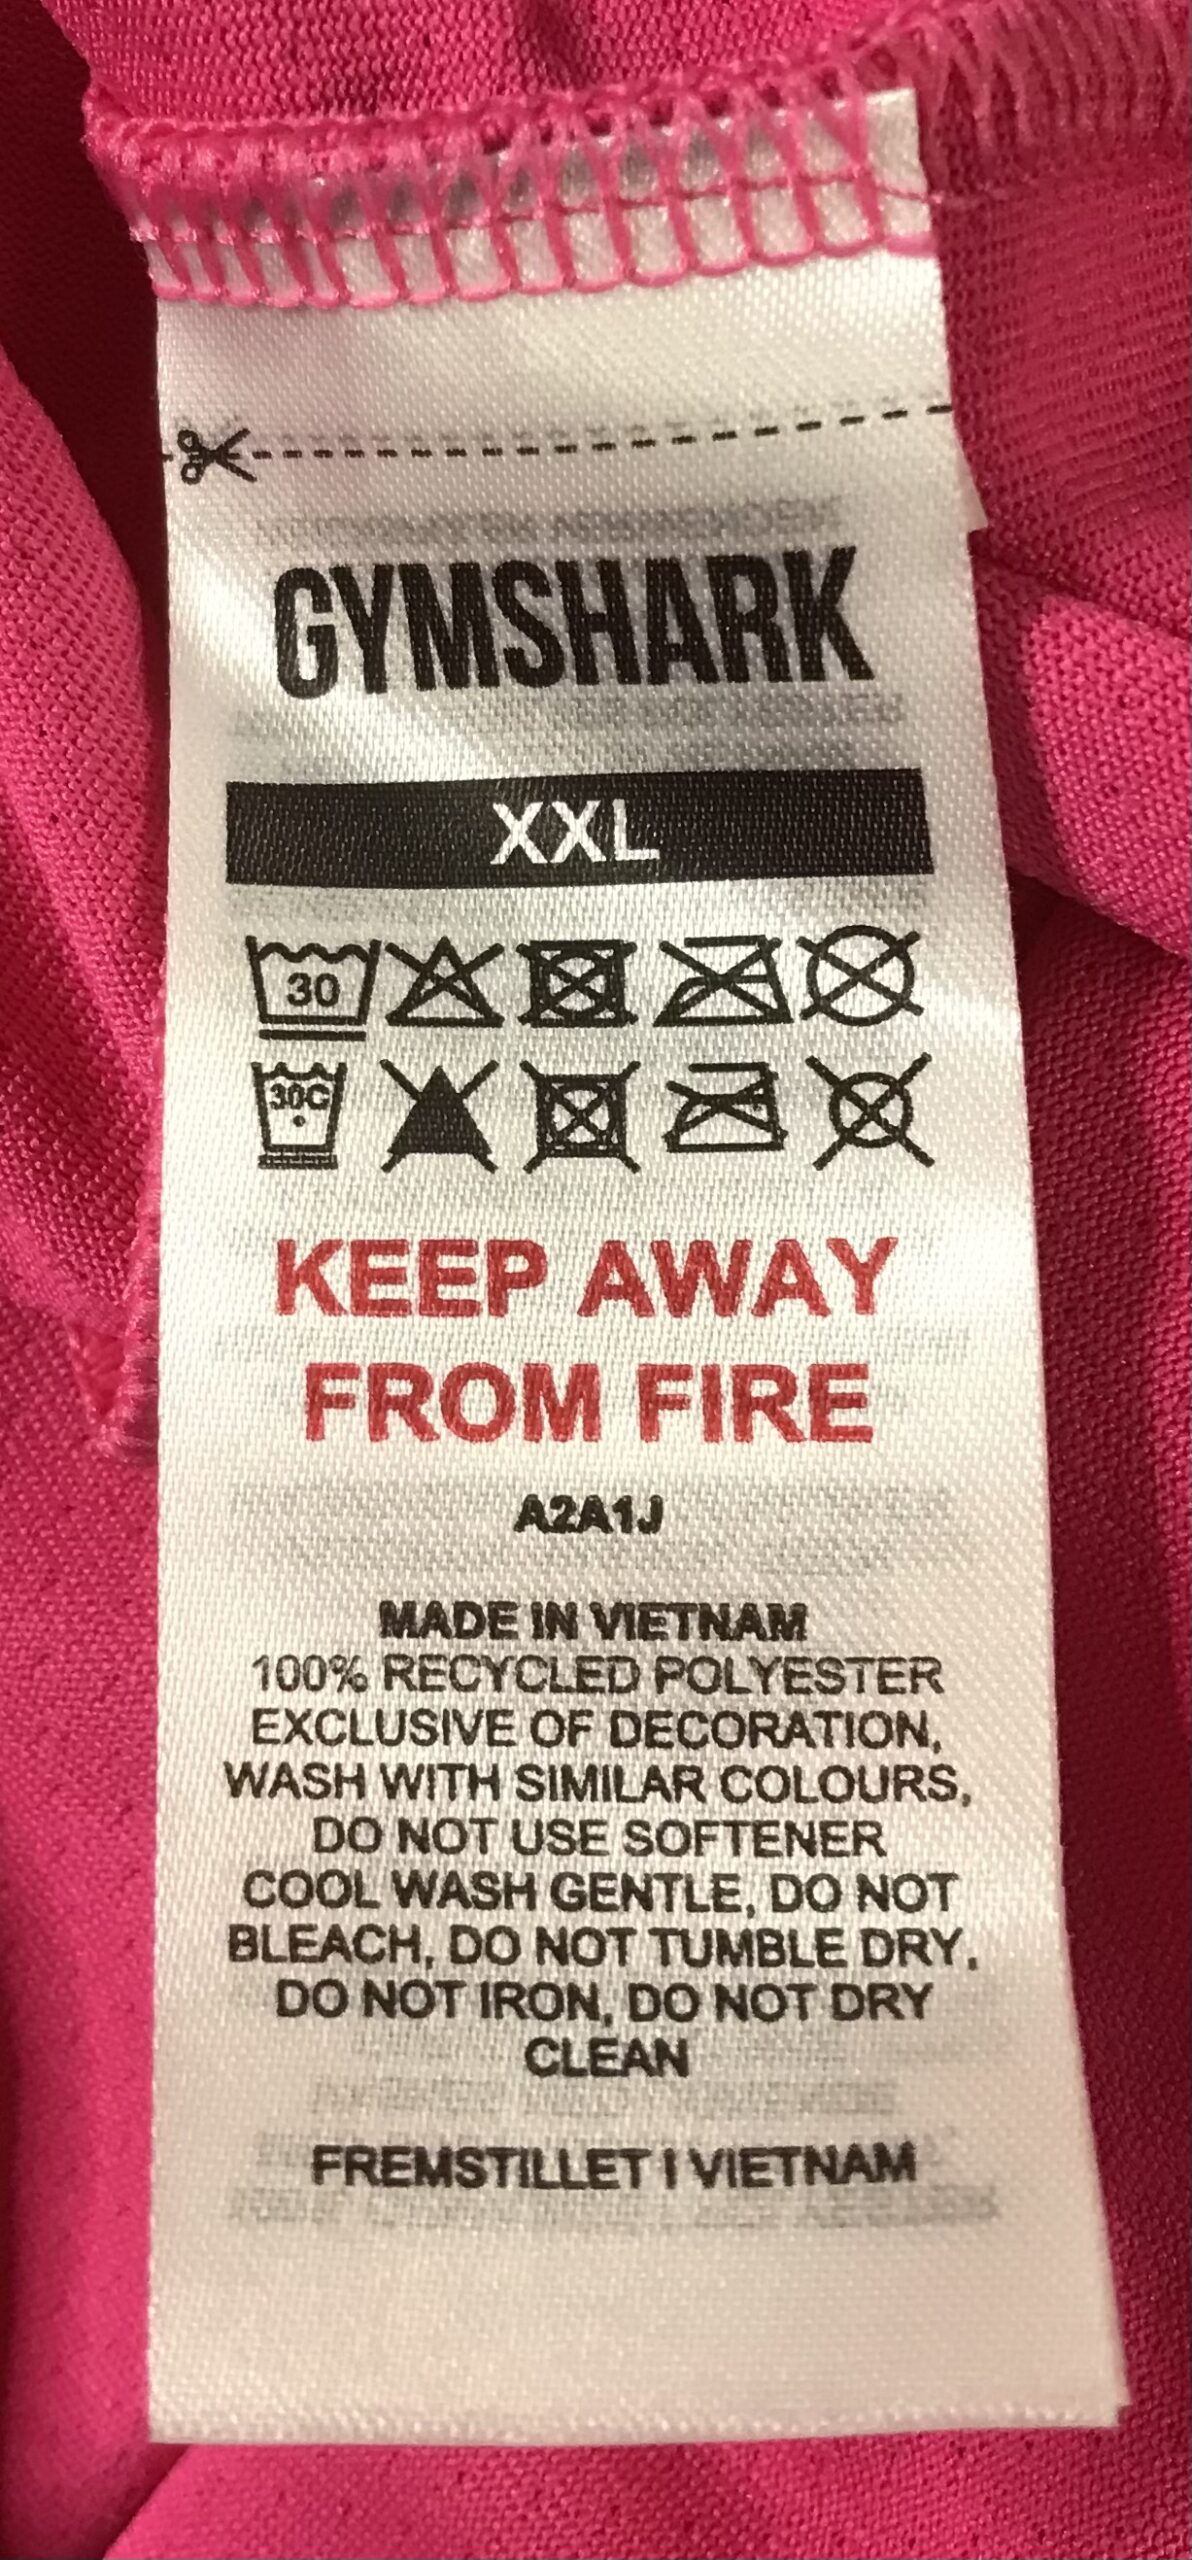 GYMSHARK
XXL
30
30C
KEEP AWAY
FROM FIRE
A2A1J
MADE IN VIETNAM
100% RECYCLED POLYESTER
EXCLUSIVE OF DECORATION,
WASH WITH SIMILAR COLOURS,
DO NOT USE SOFTENER
COOL WASH GENTLE, DO NOT
BLEACH, DO NOT TUMBLE DRY,
DO NOT IRON, DO NOT DRY
CLEAN
FREMSTILLET I VIETNAM